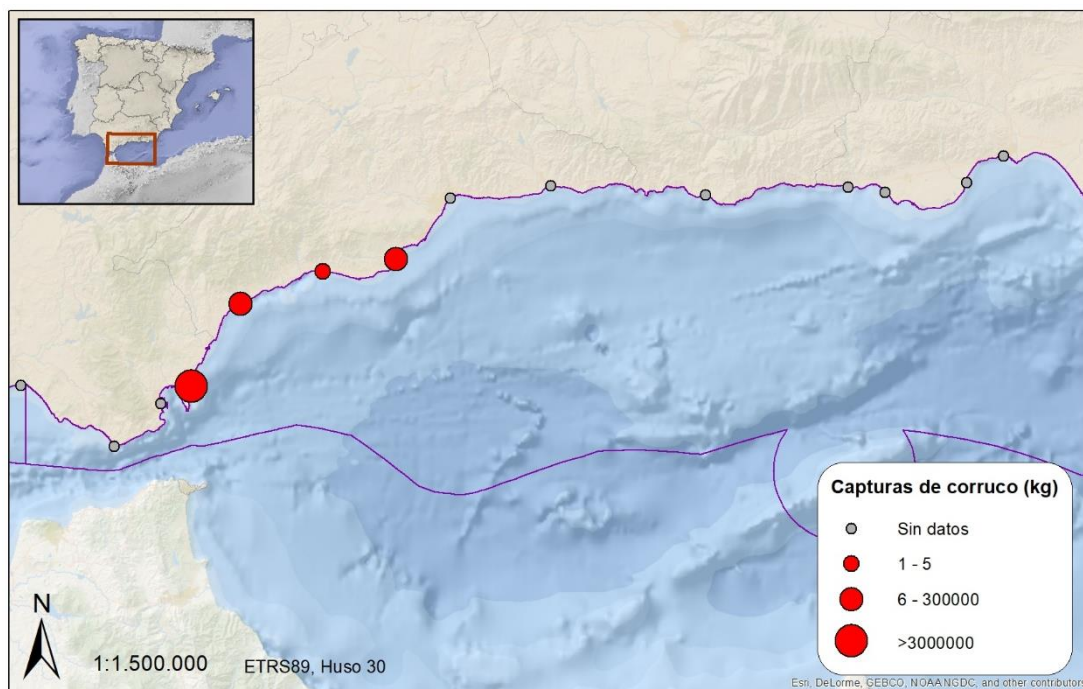 Capturas de corruco (kg)
Sin datos
1 - 5
6 - 300000
>3000000
N
1:1.500.000
ETRS89, Huso 30
Esri, DeLorme, GEBCO, NOAA NGDC, and other contributors